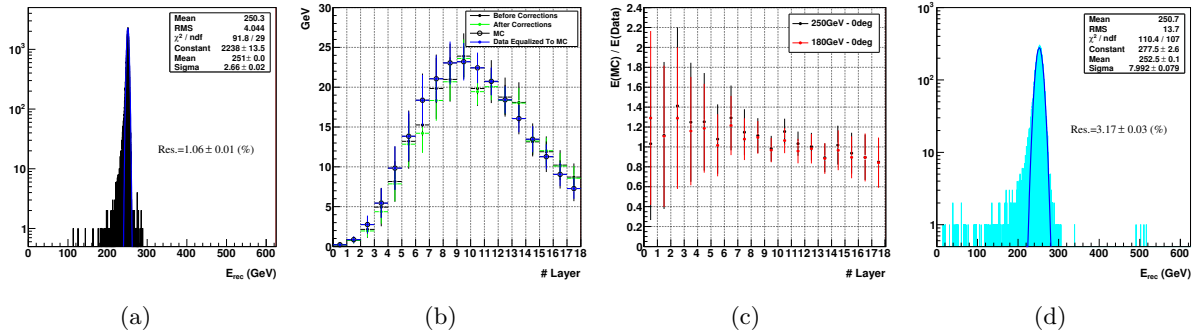 Mean 250.3
RMS 4.044
χ² / ndf 91.8 / 29
Constant 2238 ± 13.5
Mean 251 ± 0.0
Sigma 2.66 ± 0.02
10³
10²
10
1
Res.=1.06 ± 0.01 (%)
0 100 200 300 400 500 600
E_rec (GeV)
(a)
GeV
30
25
20
15
10
5
0
Before Corrections
After Corrections
MC
Data Equalized To MC
0 1 2 3 4 5 6 7 8 9 10 11 12 13 14 15 16 17 18
# Layer
(b)
E(MC) / E(Data)
2.4
2.2
2
1.8
1.6
1.4
1.2
1
0.8
0.6
0.4
0.2
0
250GeV - 0deg
180GeV - 0deg
0 1 2 3 4 5 6 7 8 9 10 11 12 13 14 15 16 17 18
# Layer
(c)
Mean 250.7
RMS 13.7
χ² / ndf 110.4 / 107
Constant 277.5 ± 2.6
Mean 252.5 ± 0.1
Sigma 7.992 ± 0.079
10³
10²
10
1
Res.=3.17 ± 0.03 (%)
0 100 200 300 400 500 600
E_rec (GeV)
(d)